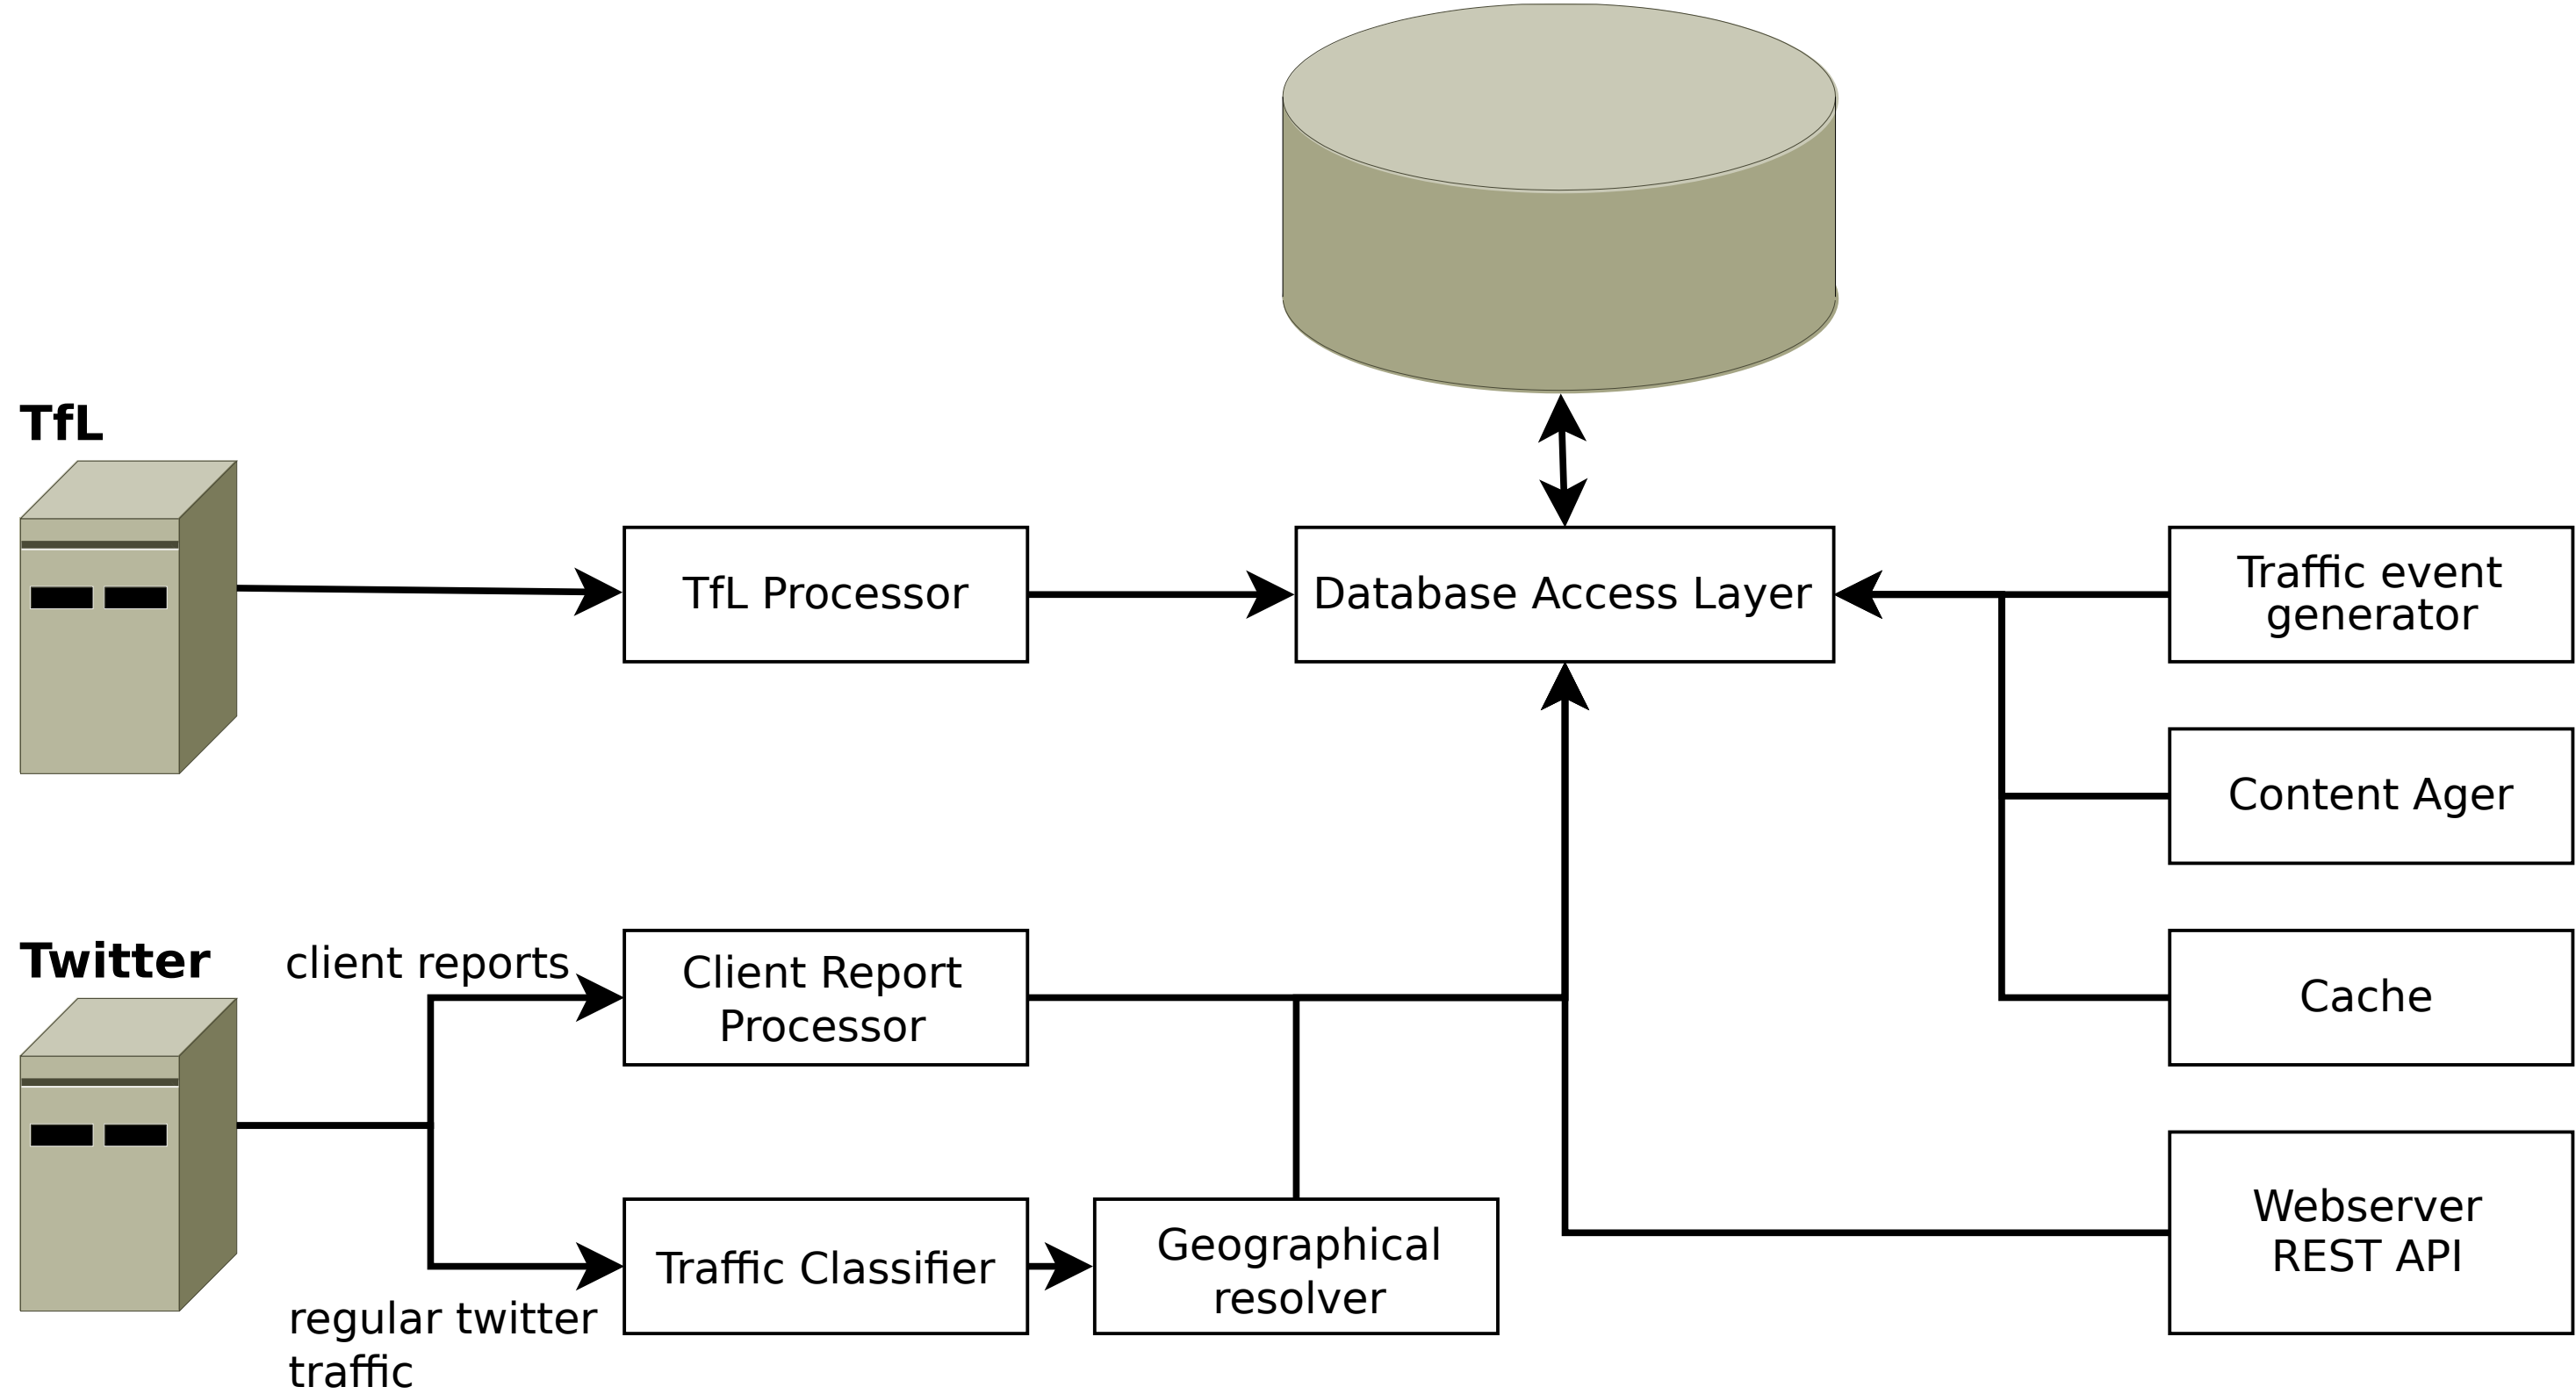 TfL
TfL Processor
Database Access Layer
Traffic event
generator
Content Ager
Twitter
client reports
Client Report
Processor
Cache
Traffic Classifier
Geographical
resolver
Webserver
REST API
regular twitter
traffic